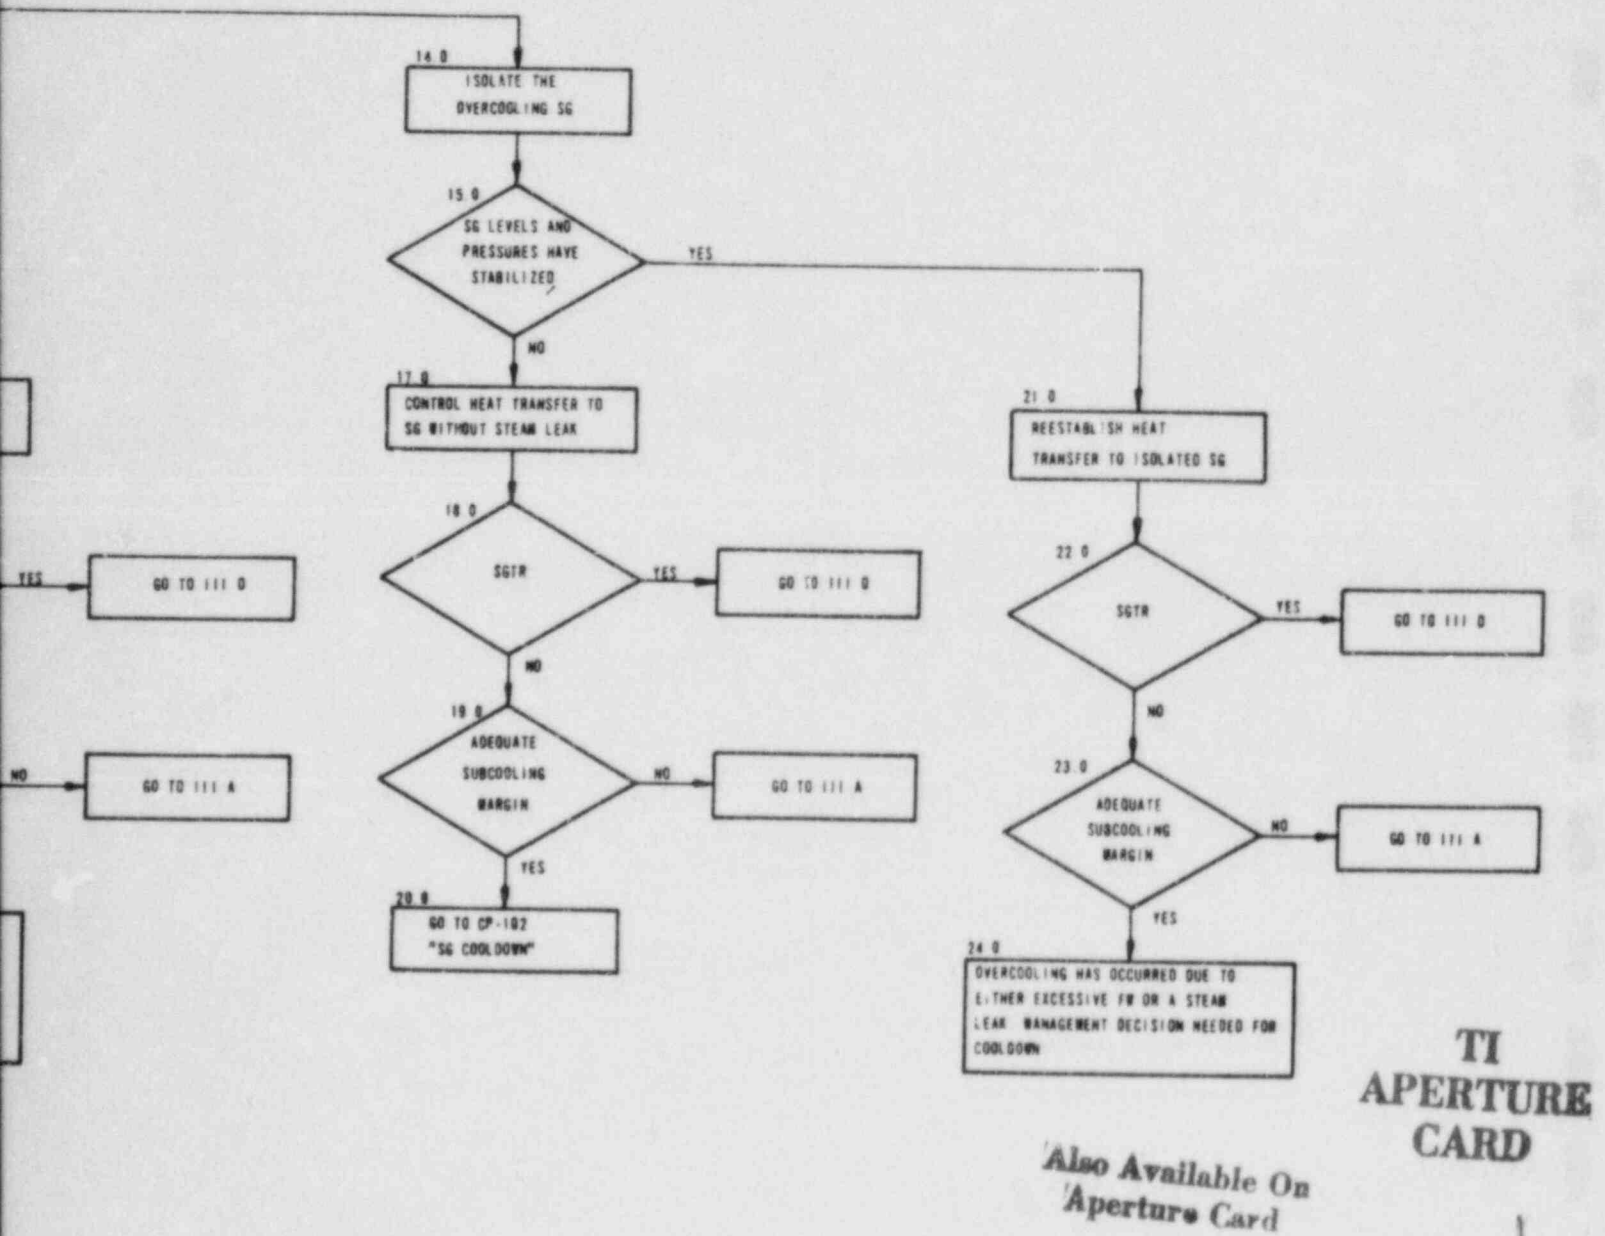 14.0
ISOLATE THE
OVERCOOLING SG
15.0
SG LEVELS AND
PRESSURES HAVE
STABILIZED
YES
NO
17.0
CONTROL HEAT TRANSFER TO
SG WITHOUT STEAM LEAK
18.0
SGTR
YES
GO TO III D
NO
19.0
ADEQUATE
SUBCOOLING
MARGIN
NO
GO TO III A
YES
20.0
GO TO CP-102
"SG COOLDOWN"
YES
GO TO III D
NO
GO TO III A
21.0
REESTABLISH HEAT
TRANSFER TO ISOLATED SG
22.0
SGTR
YES
GO TO III D
NO
23.0
ADEQUATE
SUBCOOLING
MARGIN
NO
GO TO III A
YES
24.0
OVERCOOLING HAS OCCURRED DUE TO
EITHER EXCESSIVE FW OR A STEAM
LEAK MANAGEMENT DECISION NEEDED FOR
COOLDOWN
TI
APERTURE
CARD
Also Available On
Aperture Card